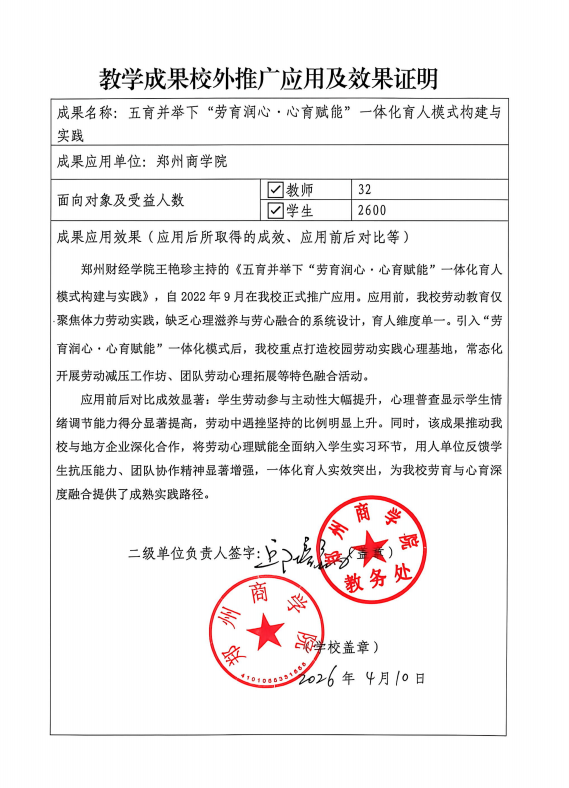 教学成果校外推广应用及效果证明
成果名称：五育并举下“劳育润心·心育赋能”一体化育人模式构建与
实践
成果应用单位：郑州商学院
面向对象及受益人数
☑教师 32
☑学生 2600
成果应用效果（应用后所取得的成效、应用前后对比等）
郑州财经学院王艳珍主持的《五育并举下“劳育润心·心育赋能”一体化育人
模式构建与实践》，自 2022 年 9 月在我校正式推广应用。应用前，我校劳动教育仅
聚焦体力劳动实践，缺乏心理滋养与劳心融合的系统设计，育人维度单一。引入“劳
育润心·心育赋能”一体化模式后，我校重点打造校园劳动实践心理基地，常态化
开展劳动减压工作坊、团队劳动心理拓展等特色融合活动。
应用前后对比成效显著：学生劳动参与主动性大幅提升，心理普查显示学生情
绪调节能力得分显著提高，劳动中遇挫坚持的比例明显上升。同时，该成果推动我
校与地方企业深化合作，将劳动心理赋能全面纳入学生实习环节，用人单位反馈学
生抗压能力、团队协作精神显著增强，一体化育人实效突出，为我校劳育与心育深
度融合提供了成熟实践路径。
二级单位负责人签字： （盖章）
郑州商学院
教务处
郑州商学院
（学校盖章）
2026 年 4 月 10 日